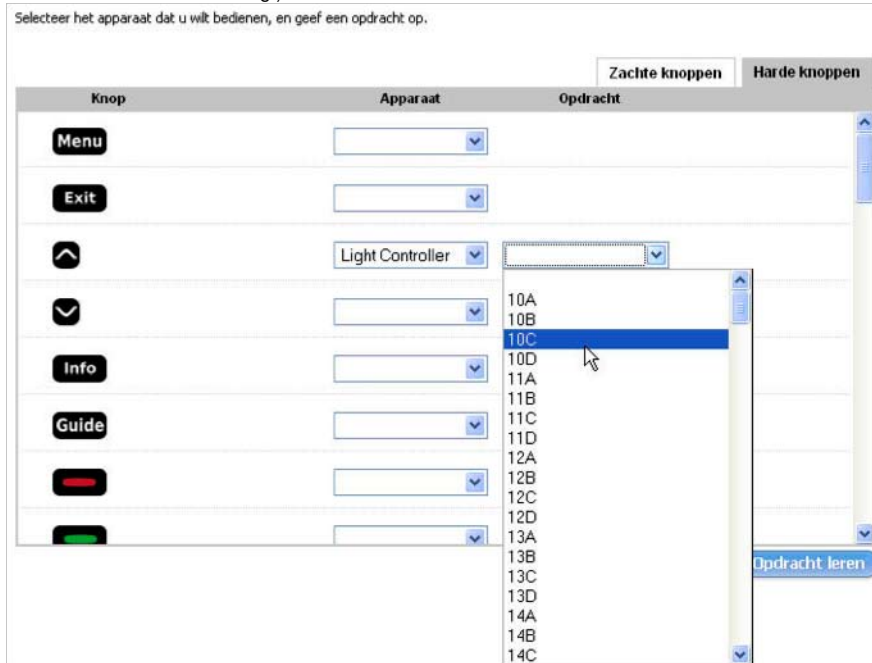 Selecteer het apparaat dat u wilt bedienen, en geef een opdracht op.
Zachte knoppen Harde knoppen
Knop Apparaat Opdracht
Menu
Exit
Light Controller
10A
10B
10C
10D
Info
11A
11B
Guide
11C
11D
12A
12B
12C
12D
13A
13B
Opdracht leren
13C
13D
14A
14B
14C